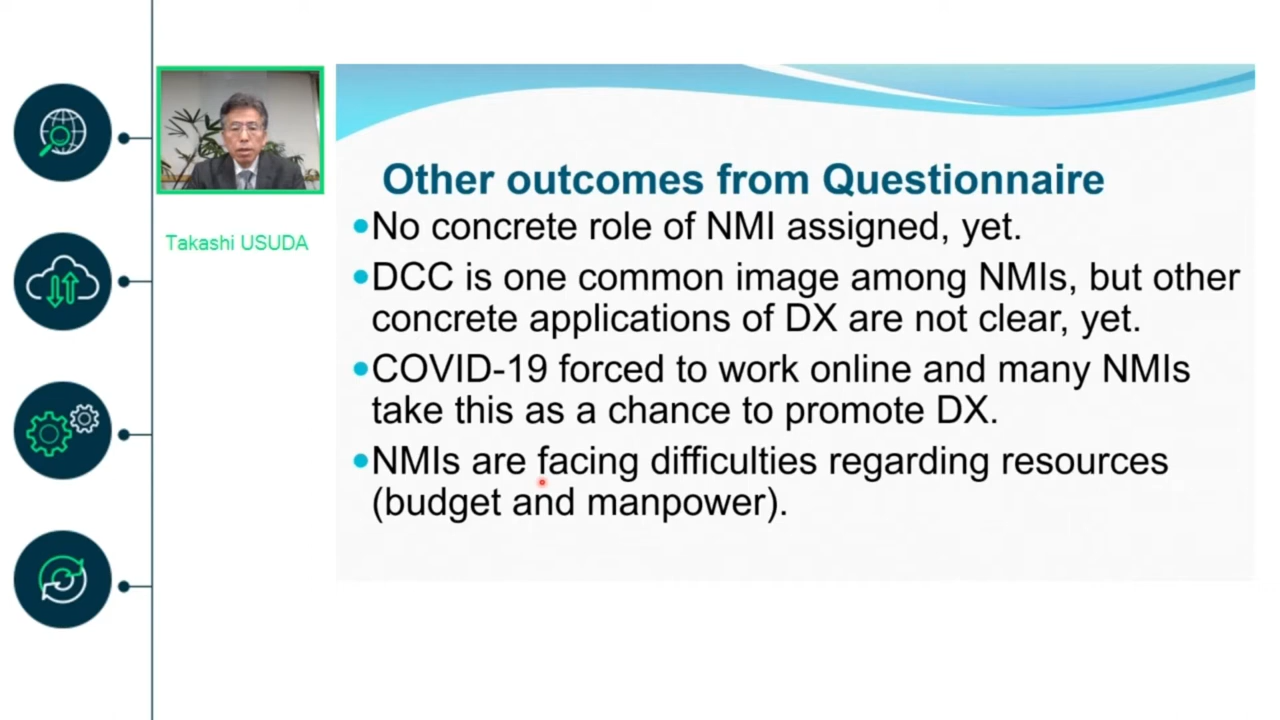 Takashi USUDA
Other outcomes from Questionnaire
•No concrete role of NMI assigned, yet.
•DCC is one common image among NMIs, but other
concrete applications of DX are not clear, yet.
•COVID-19 forced to work online and many NMIs
take this as a chance to promote DX.
•NMIs are facing difficulties regarding resources
(budget and manpower).